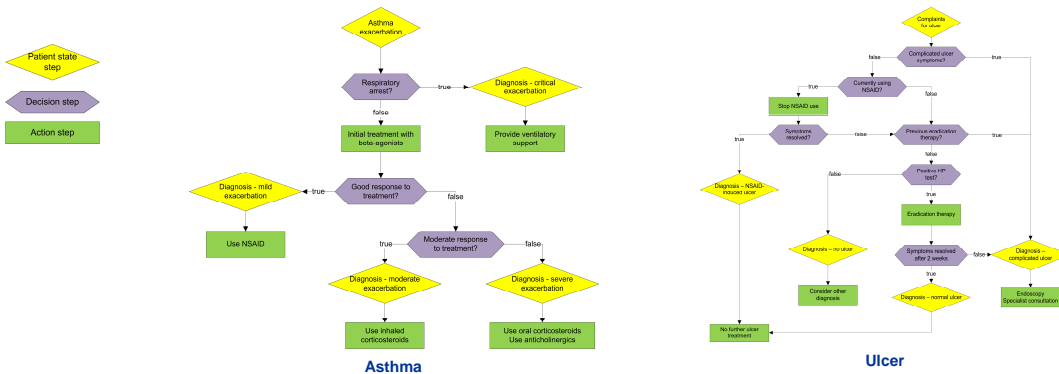 Patient state
step
Decision step
Action step
Asthma
exacerbation
Respiratory
arrest?
true
Diagnosis - critical
exacerbation
false
Initial treatment with
beta-agonists
Provide ventilatory
support
Diagnosis - mild
exacerbation
true
Good response to
treatment?
false
Use NSAID
Moderate response
to treatment?
true
false
Diagnosis - moderate
exacerbation
Diagnosis - severe
exacerbation
Use inhaled
corticosteroids
Use oral corticosteroids
Use anticholinergics
Asthma
Complaints
for ulcer
Complicated ulcer
symptoms?
false
true
Currently using
NSAID?
true
false
Stop NSAID use
Symptoms
resolved?
false
Previous eradication
therapy?
true
true
false
Positive HP
test?
false
true
Diagnosis – NSAID-
induced ulcer
Eradication therapy
Diagnosis – no ulcer
Symptoms resolved
after 2 weeks
false
Diagnosis –
complicated ulcer
true
Consider other
diagnosis
Diagnosis – normal ulcer
Endoscopy
Specialist consultation
No further ulcer
treatment
Ulcer